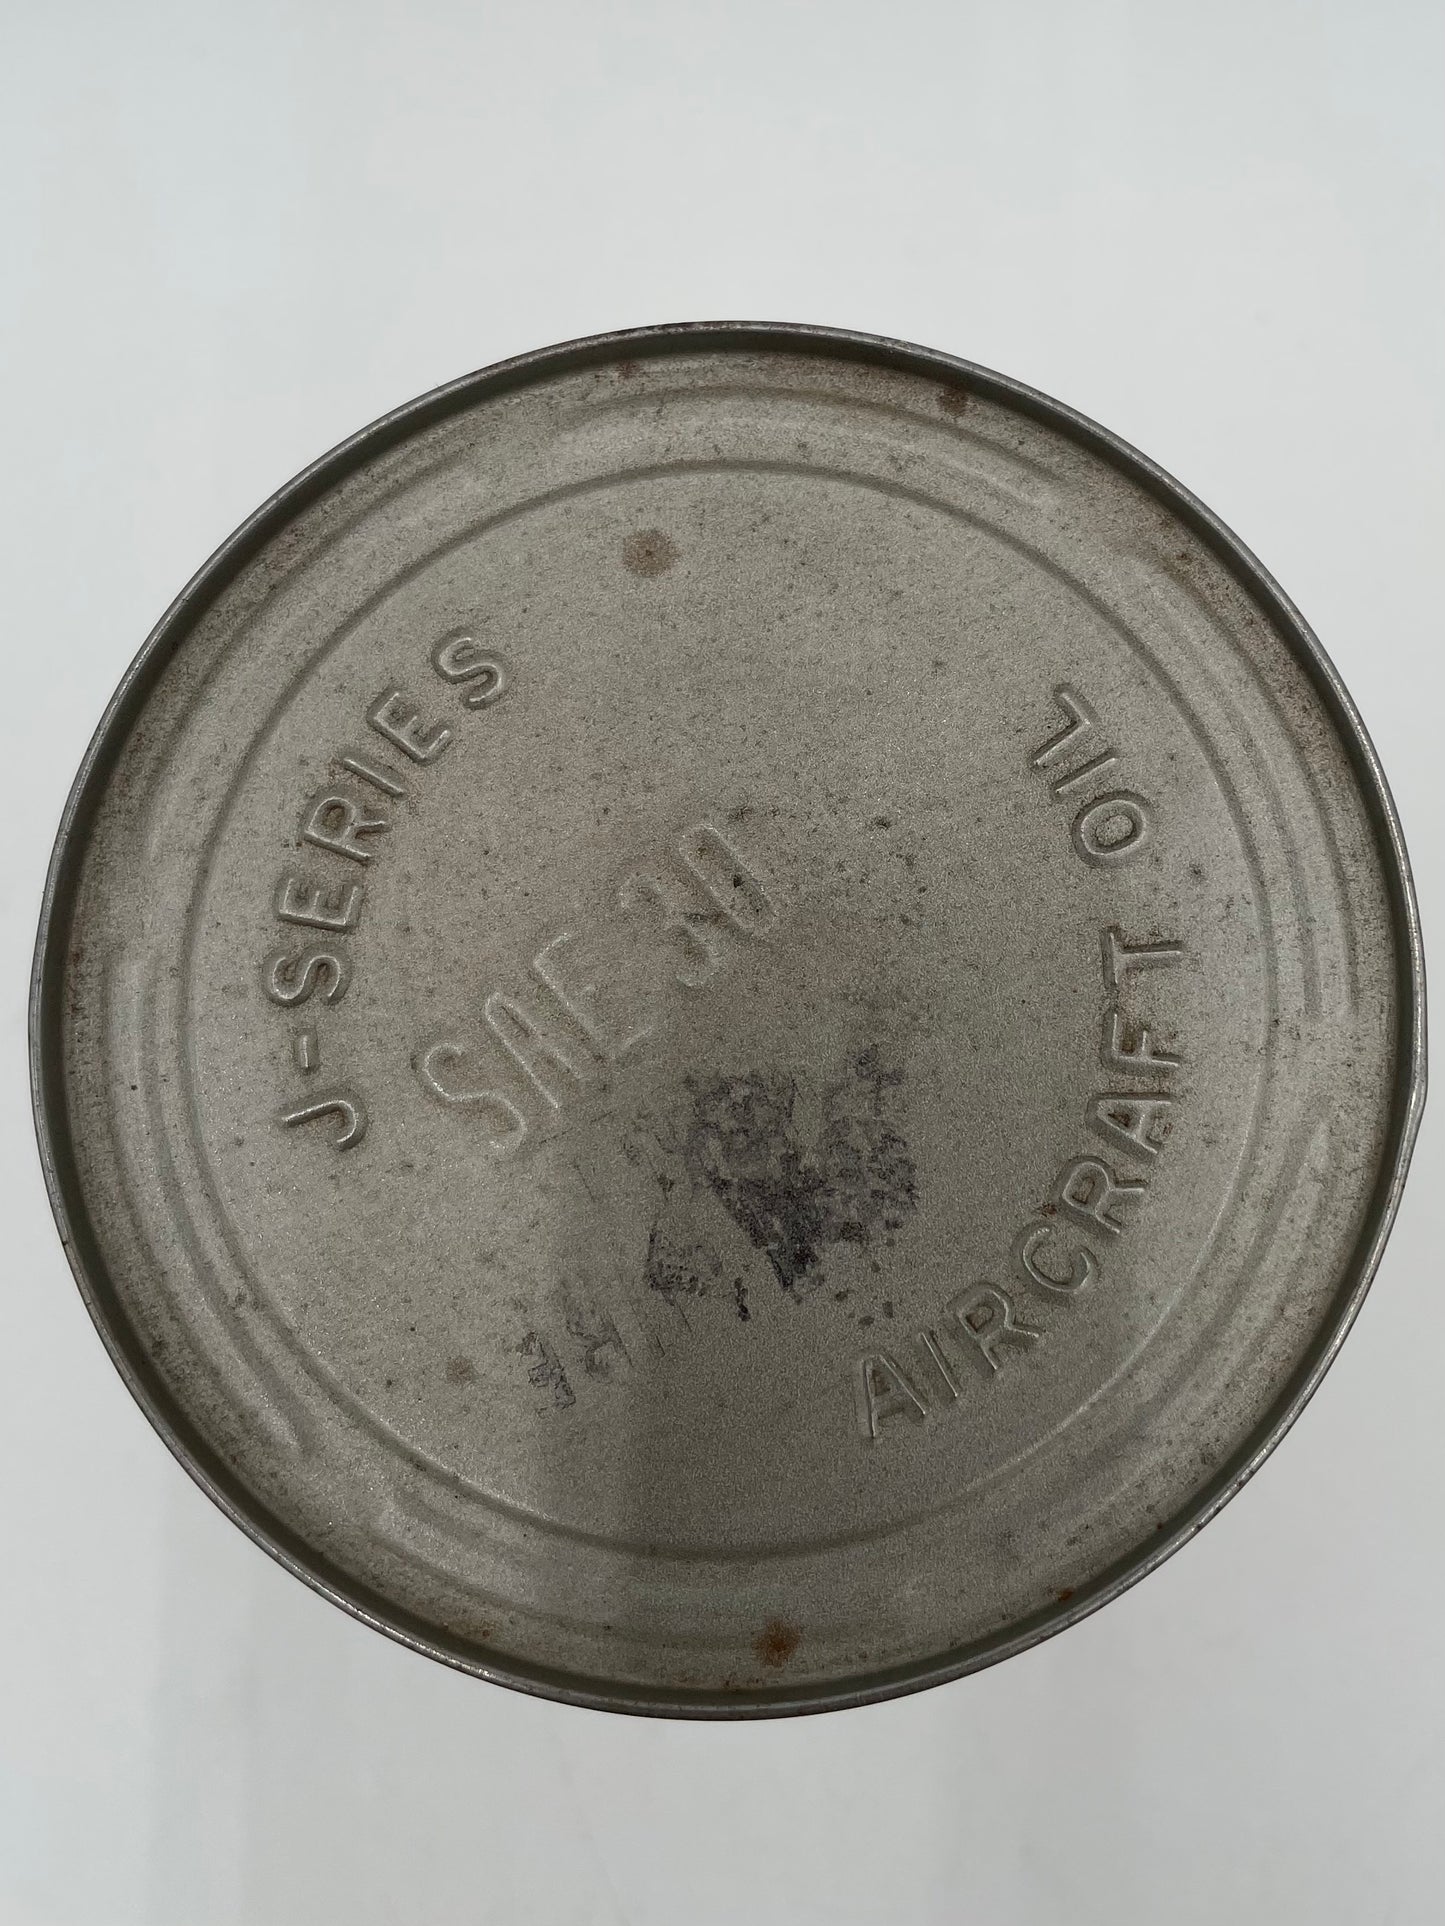 J-SERIES
SAE 30
AIRCRAFT OIL